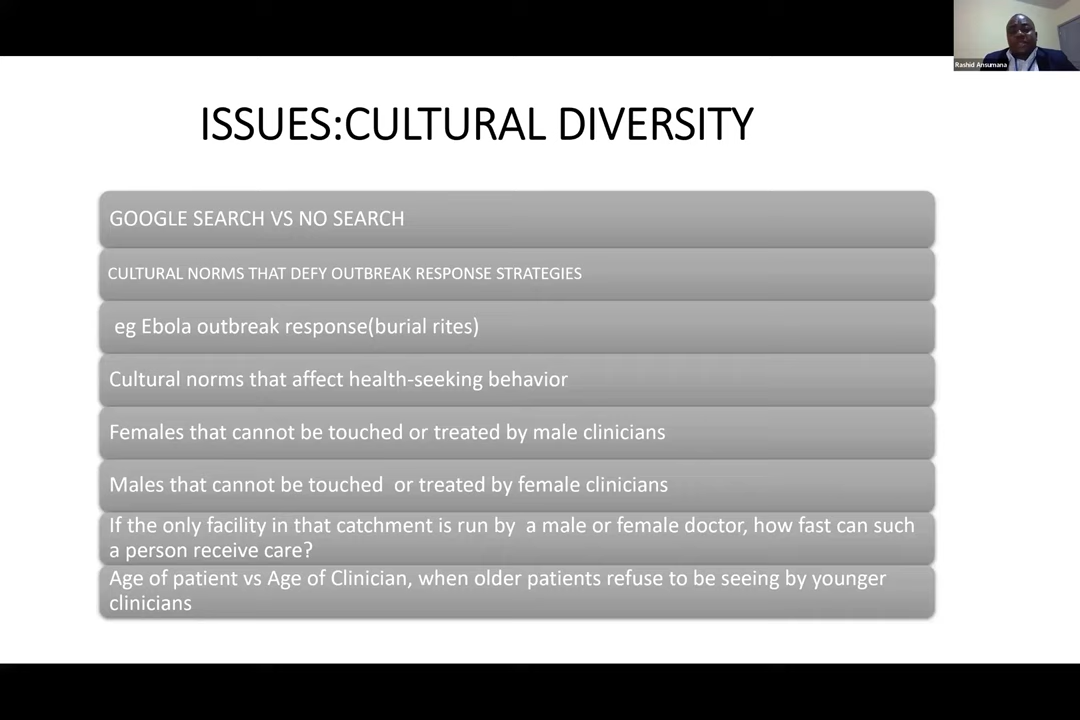 Rashid Ansumana
ISSUES:CULTURAL DIVERSITY
GOOGLE SEARCH VS NO SEARCH
CULTURAL NORMS THAT DEFY OUTBREAK RESPONSE STRATEGIES
eg Ebola outbreak response(burial rites)
Cultural norms that affect health-seeking behavior
Females that cannot be touched or treated by male clinicians
Males that cannot be touched  or treated by female clinicians
If the only facility in that catchment is run by  a male or female doctor, how fast can such
a person receive care?
Age of patient vs Age of Clinician, when older patients refuse to be seeing by younger
clinicians